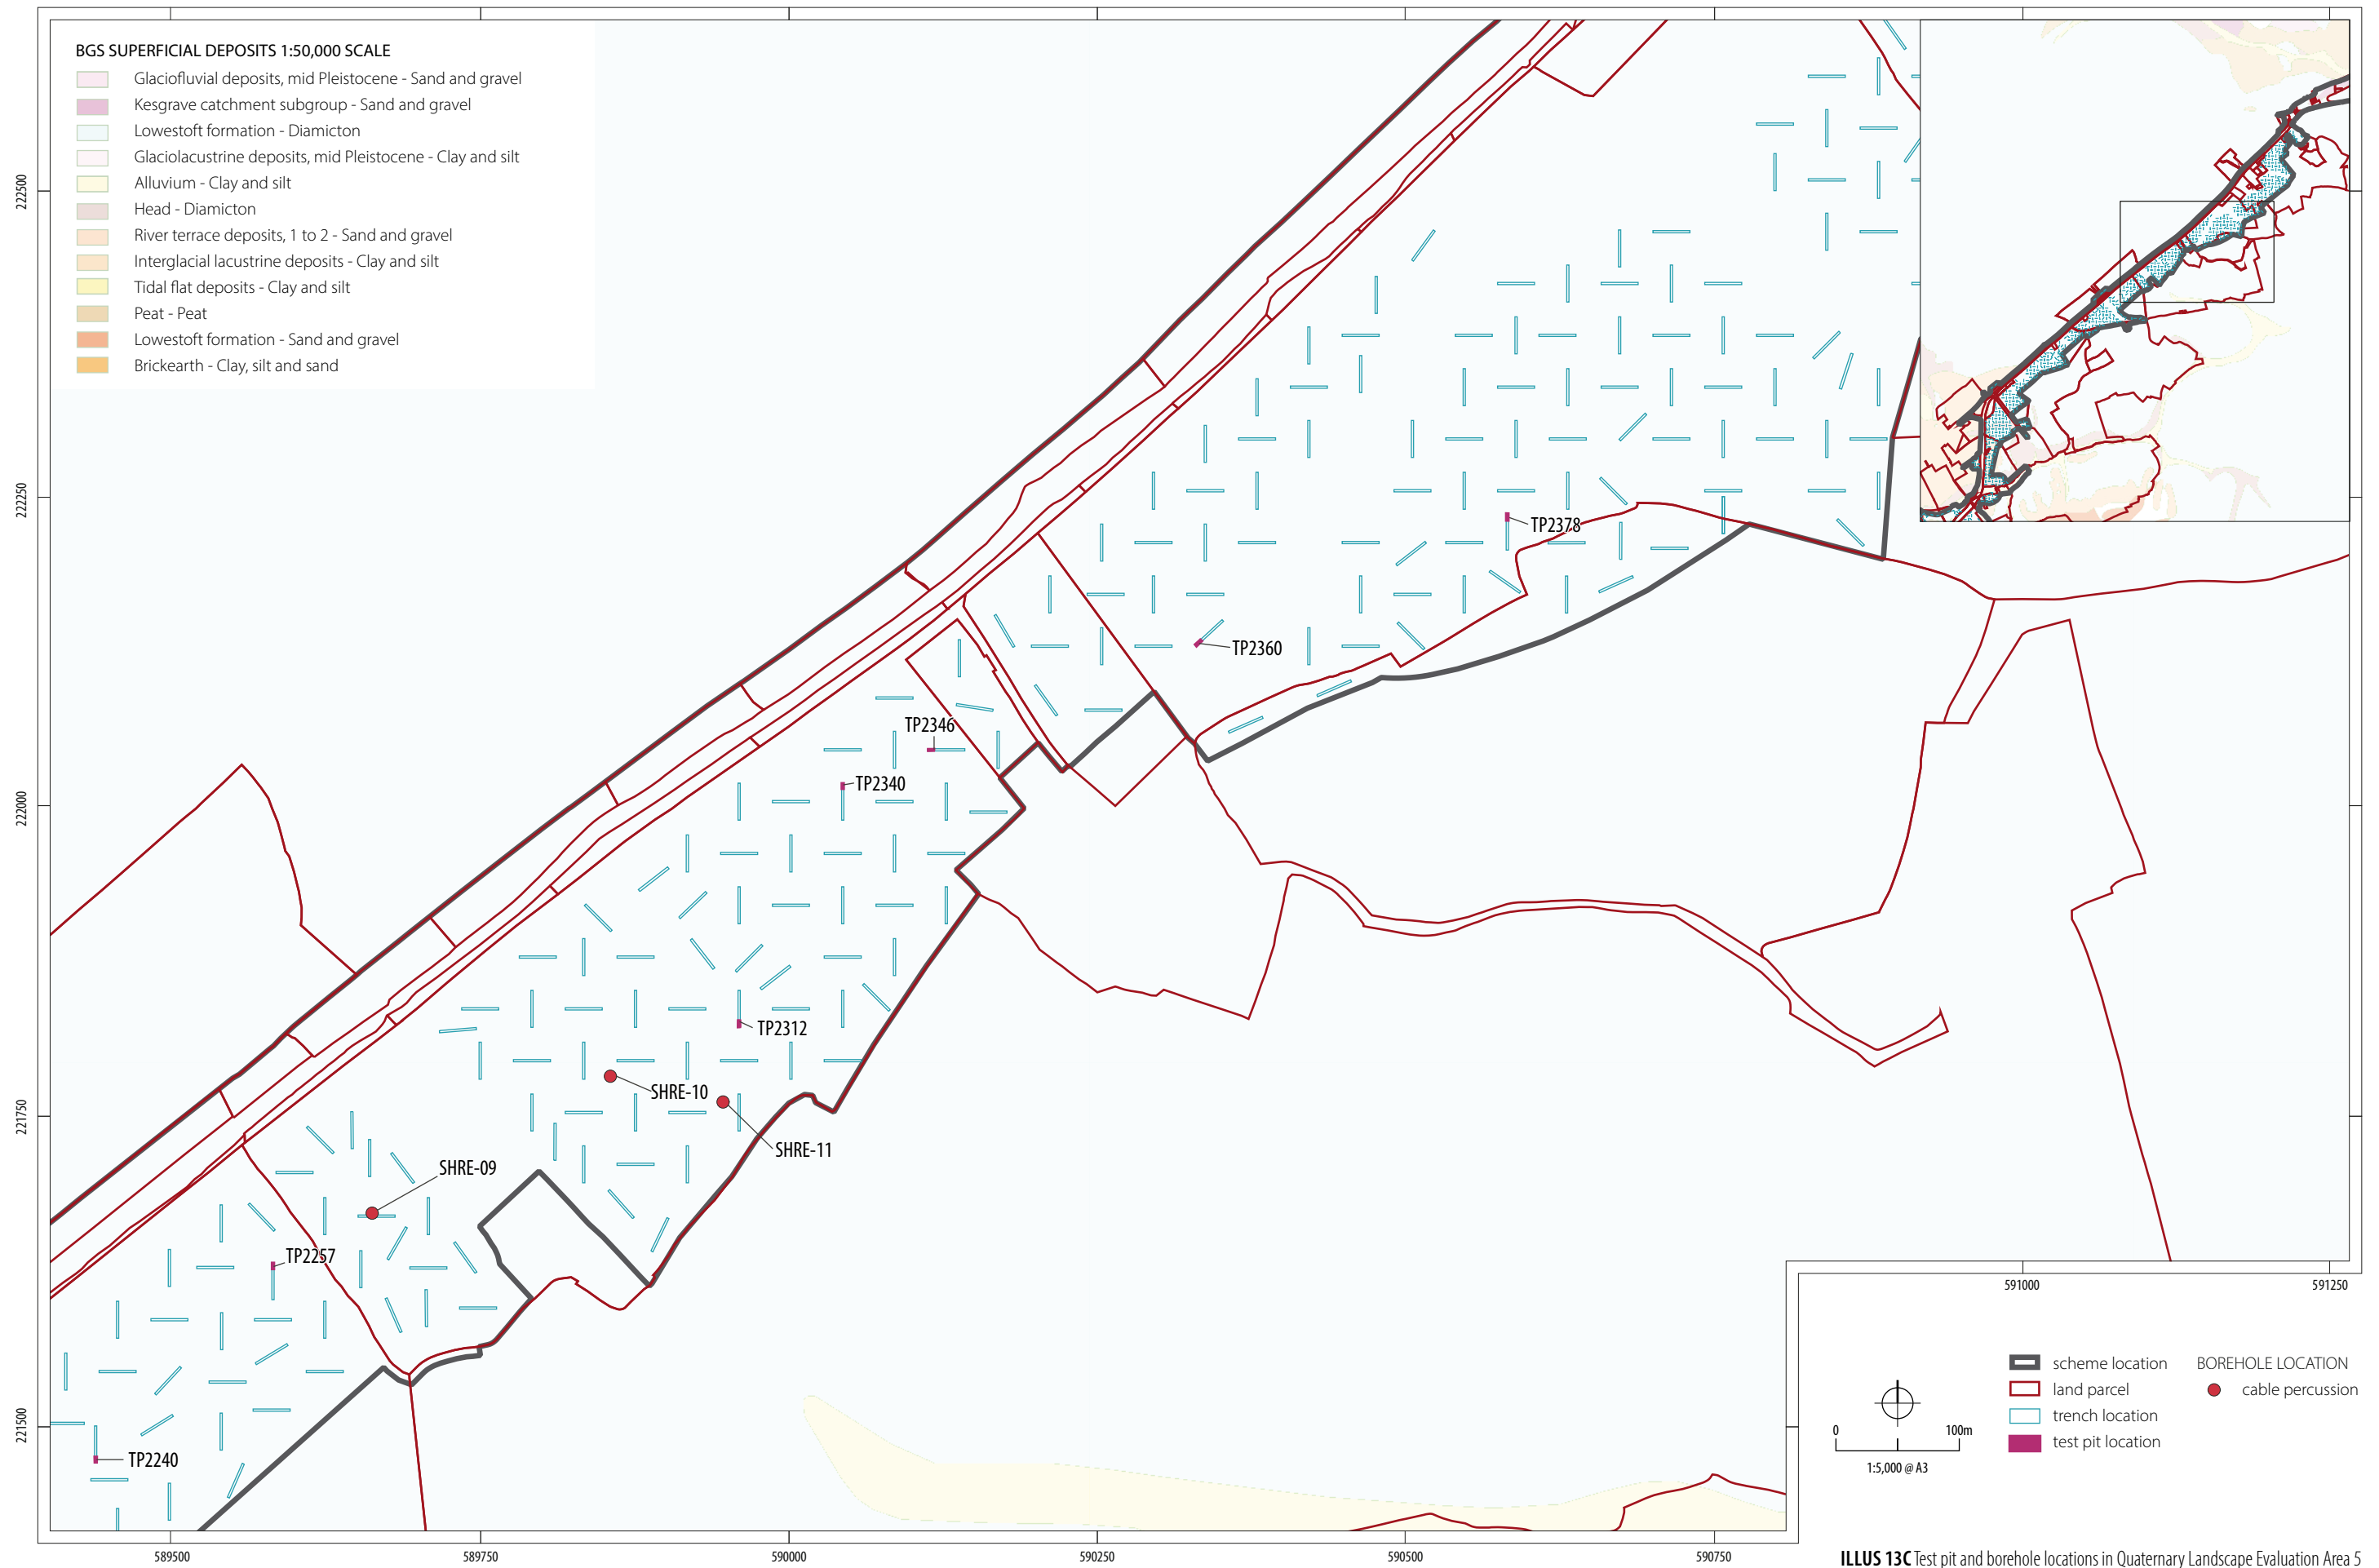 BGS SUPERFICIAL DEPOSITS 1:50,000 SCALE
Glaciofluvial deposits, mid Pleistocene - Sand and gravel
Kesgrave catchment subgroup - Sand and gravel
Lowestoft formation - Diamicton
Glaciolacustrine deposits, mid Pleistocene - Clay and silt
Alluvium - Clay and silt
Head - Diamicton
River terrace deposits, 1 to 2 - Sand and gravel
Interglacial lacustrine deposits - Clay and silt
Tidal flat deposits - Clay and silt
Peat - Peat
Lowestoft formation - Sand and gravel
Brickearth - Clay, silt and sand
222500
222250
222000
221750
221500
TP2378
TP2360
TP2346
TP2340
TP2312
SHRE-10
SHRE-11
SHRE-09
TP2257
TP2240
589500
589750
590000
590250
590500
590750
591000
591250
scheme location
land parcel
trench location
test pit location
BOREHOLE LOCATION
cable percussion
0
100m
1:5,000 @ A3
ILLUS 13C Test pit and borehole locations in Quaternary Landscape Evaluation Area 5